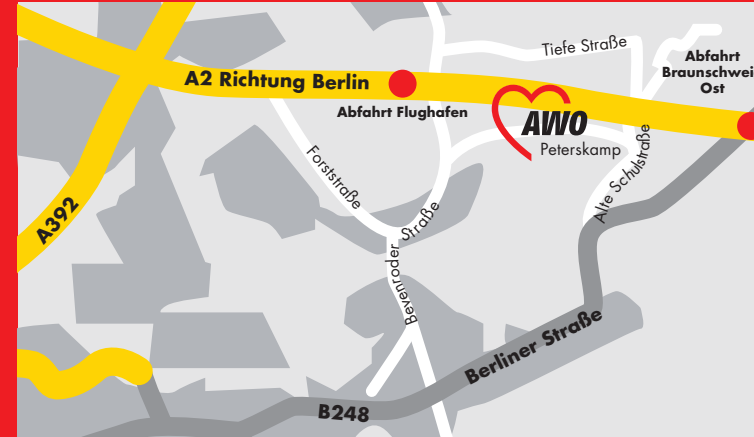 Tiefe Straße
Abfahrt
Braunschwei
Ost
A2 Richtung Berlin
Abfahrt Flughafen
AWO
Peterskamp
Forststraße
Alte Schulstraße
A392
Bevenroder Straße
Berliner Straße
B248